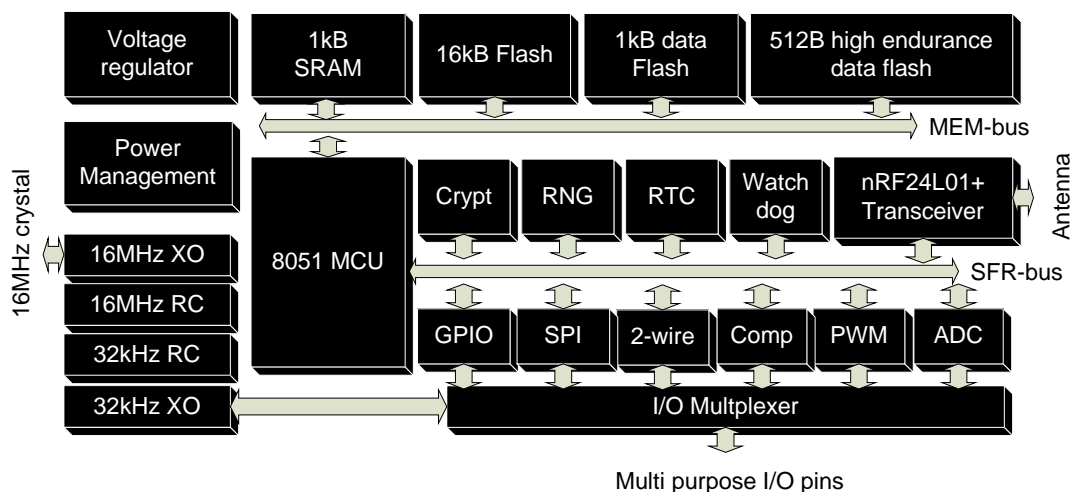 Voltage
regulator
1kB
SRAM
16kB Flash
1kB data
Flash
512B high endurance
data flash
MEM-bus
Power
Management
8051 MCU
Crypt
RNG
RTC
Watch
dog
nRF24L01+
Transceiver
Antenna
16MHz crystal
16MHz XO
16MHz RC
32kHz RC
32kHz XO
SFR-bus
GPIO
SPI
2-wire
Comp
PWM
ADC
I/O Multplexer
Multi purpose I/O pins